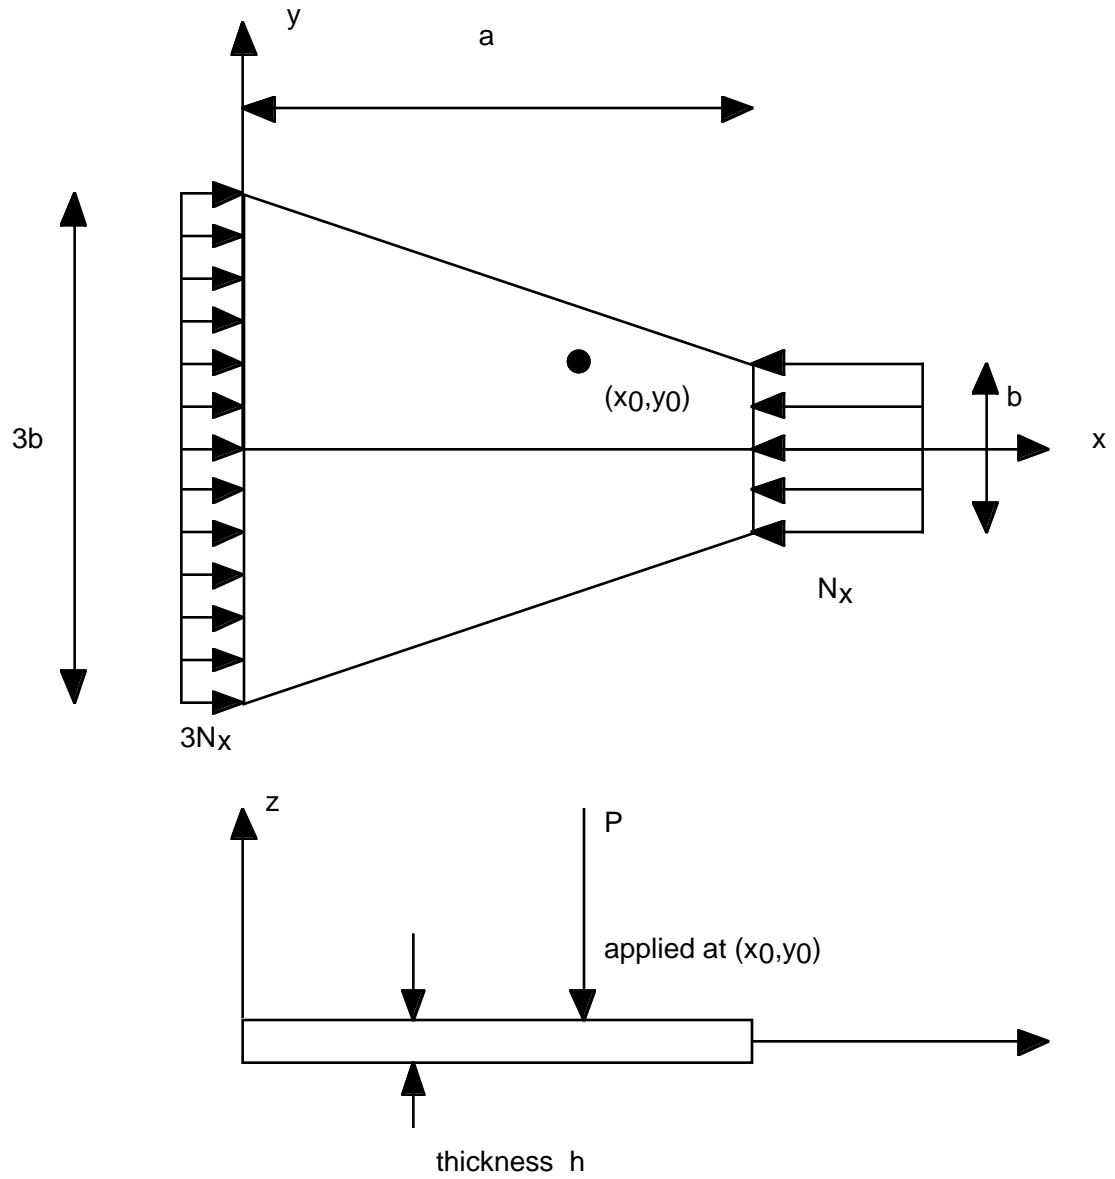 y
a
(x0,y0)
3b
b
x
Nx
3Nx
z
P
applied at (x0,y0)
thickness h